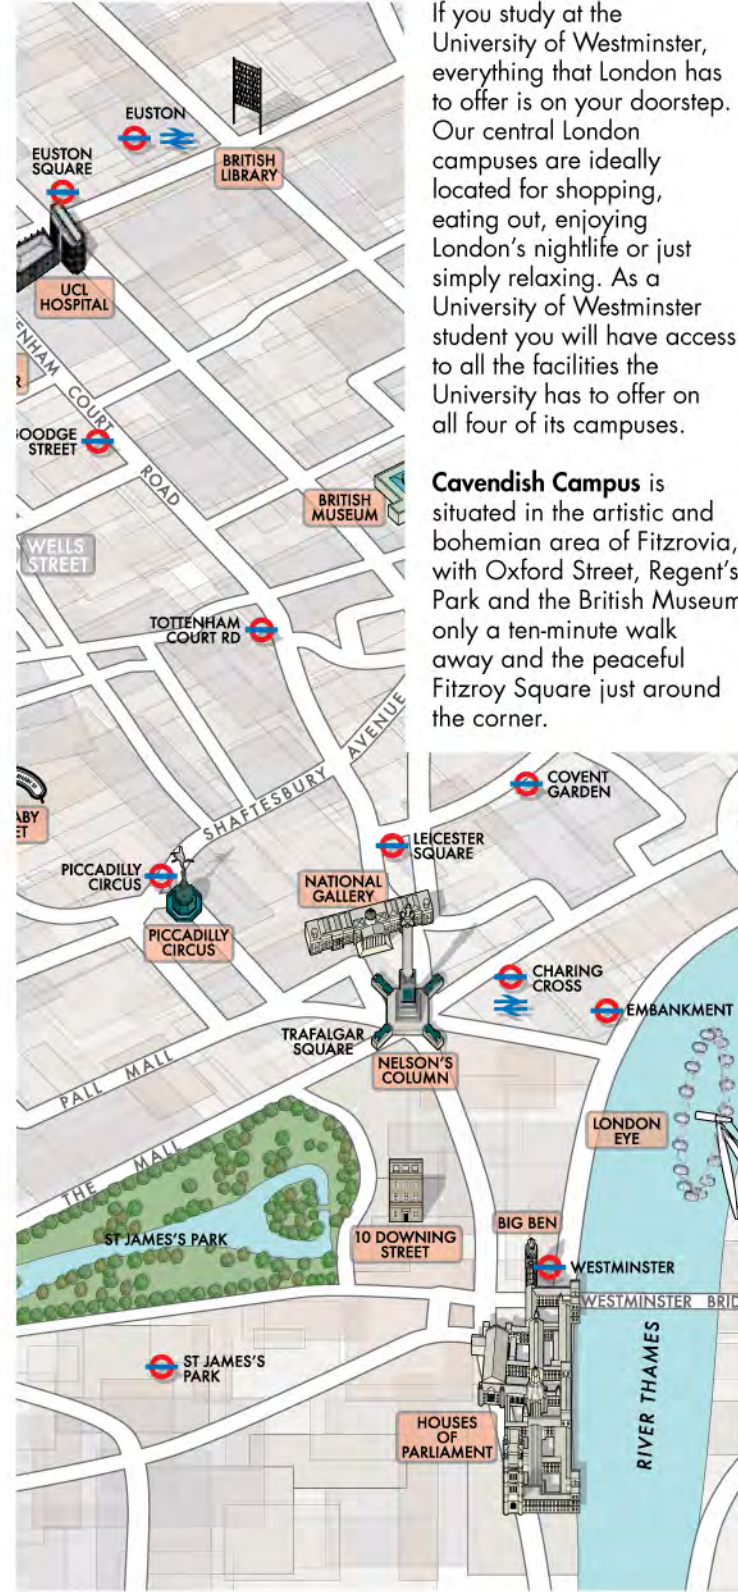 If you study at the
University of Westminster,
everything that London has
to offer is on your doorstep.
Our central London
campuses are ideally
located for shopping,
eating out, enjoying
London's nightlife or just
simply relaxing. As a
University of Westminster
student you will have access
to all the facilities the
University has to offer on
all four of its campuses.
Cavendish Campus is
situated in the artistic and
bohemian area of Fitzrovia,
with Oxford Street, Regent's
Park and the British Museum
only a ten-minute walk
away and the peaceful
Fitzroy Square just around
the corner.
EUSTON
EUSTON
SQUARE
BRITISH
LIBRARY
UCL
HOSPITAL
ENHAM COURT ROAD
R
OODGE
STREET
BRITISH
MUSEUM
WELLS
STREET
TOTTENHAM
COURT RD
SHAFTESBURY AVENUE
COVENT
GARDEN
ABY
ET
LEICESTER
SQUARE
PICCADILLY
CIRCUS
NATIONAL
GALLERY
PICCADILLY
CIRCUS
CHARING
CROSS
EMBANKMENT
TRAFALGAR
SQUARE
NELSON'S
COLUMN
PALL MALL
LONDON
EYE
THE MALL
ST JAMES'S PARK
10 DOWNING
STREET
BIG BEN
WESTMINSTER
WESTMINSTER BRID
ST JAMES'S
PARK
RIVER THAMES
HOUSES
OF
PARLIAMENT